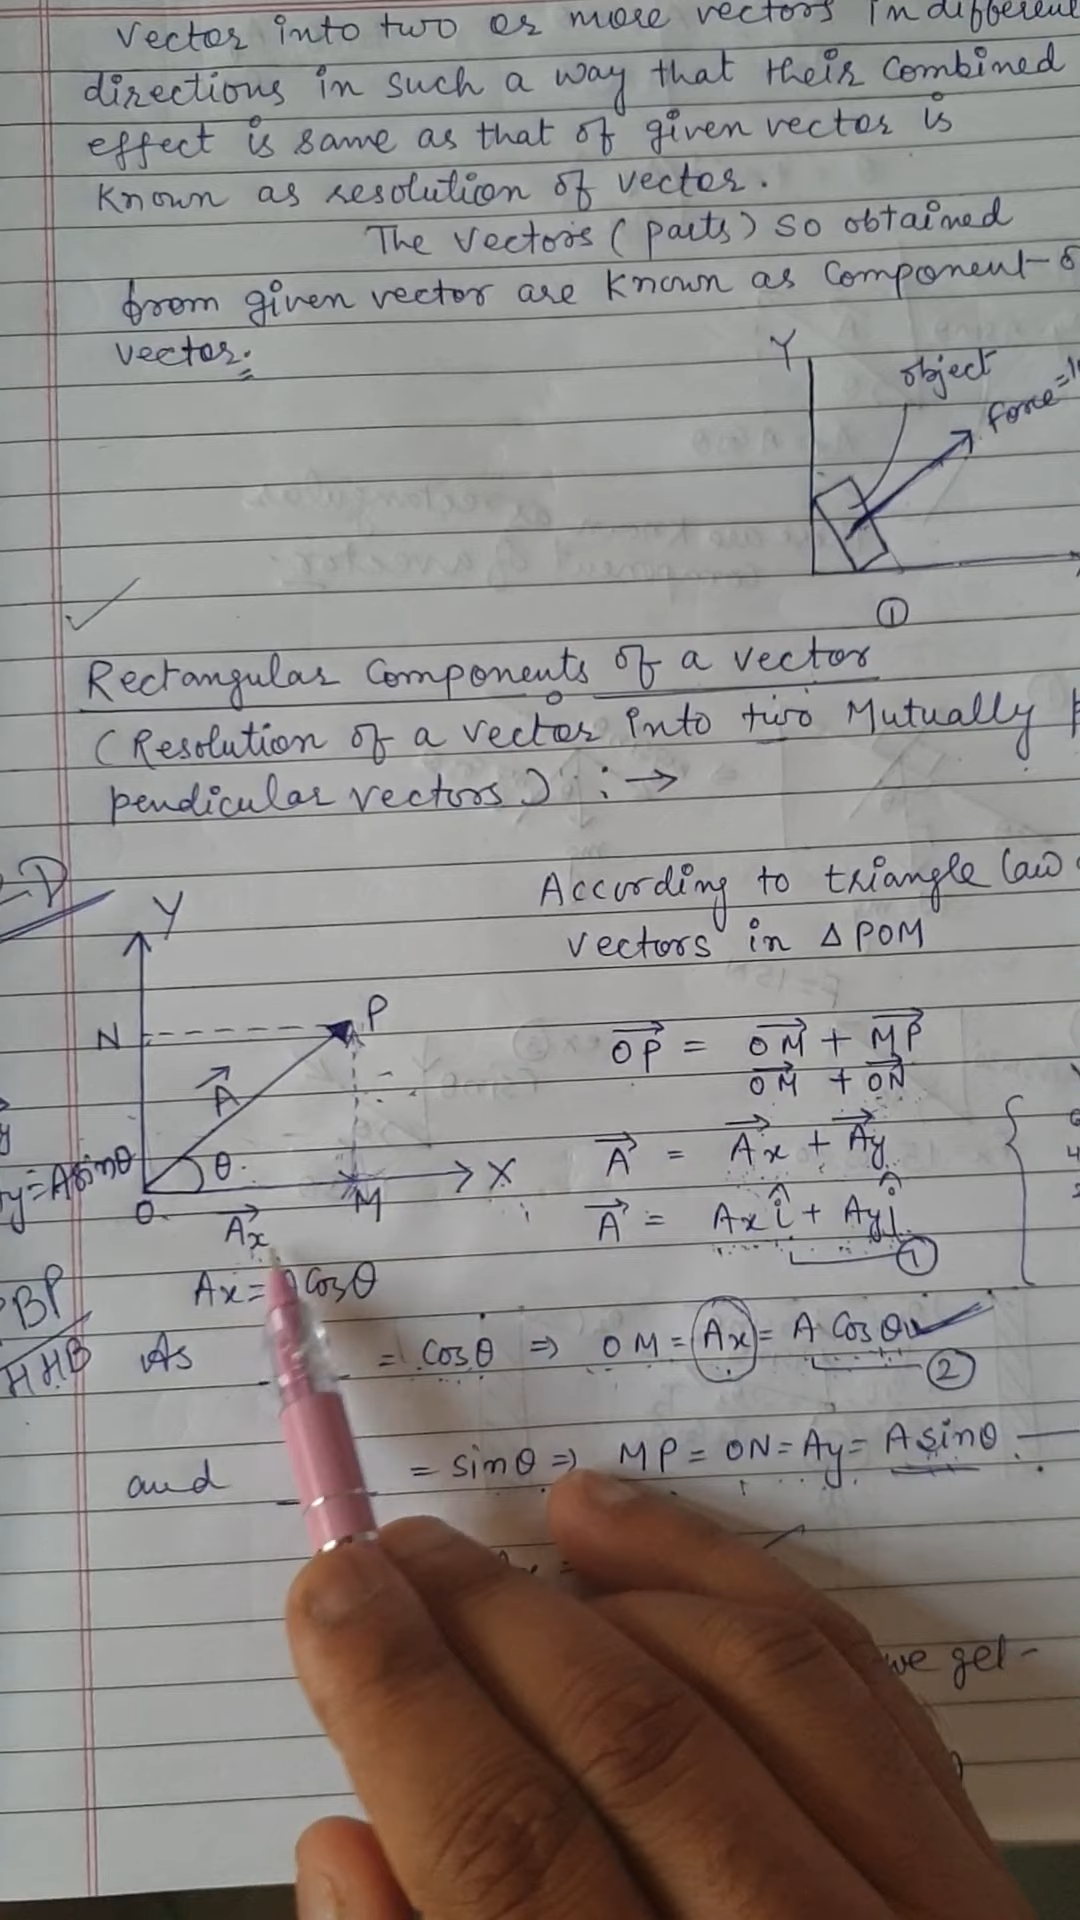 vector into two or more vectors in different
directions in such a way that their combined
effect is same as that of given vector is
known as resolution of vector.
The vectors (parts) so obtained
from given vector are known as component
vector.
Y
object
force=
①
Rectangular Components of a vector
(Resolution of a vector into two Mutually
pendicular vectors) :→
According to triangle law
vectors in ΔPOM
Y
N
P
A⃗
θ
X
O
M
A⃗x
y=Asinθ
Ax= Cosθ
OP⃗ = OM⃗ + MP⃗
OM⃗ + ON⃗
A⃗ = A⃗x + A⃗y
A⃗ = Ax î + Ay ĵ
①
BP
HHB
As = Cosθ ⇒ OM = Ax = A Cosθ
②
and = sinθ ⇒ MP = ON = Ay = A sinθ
we get-